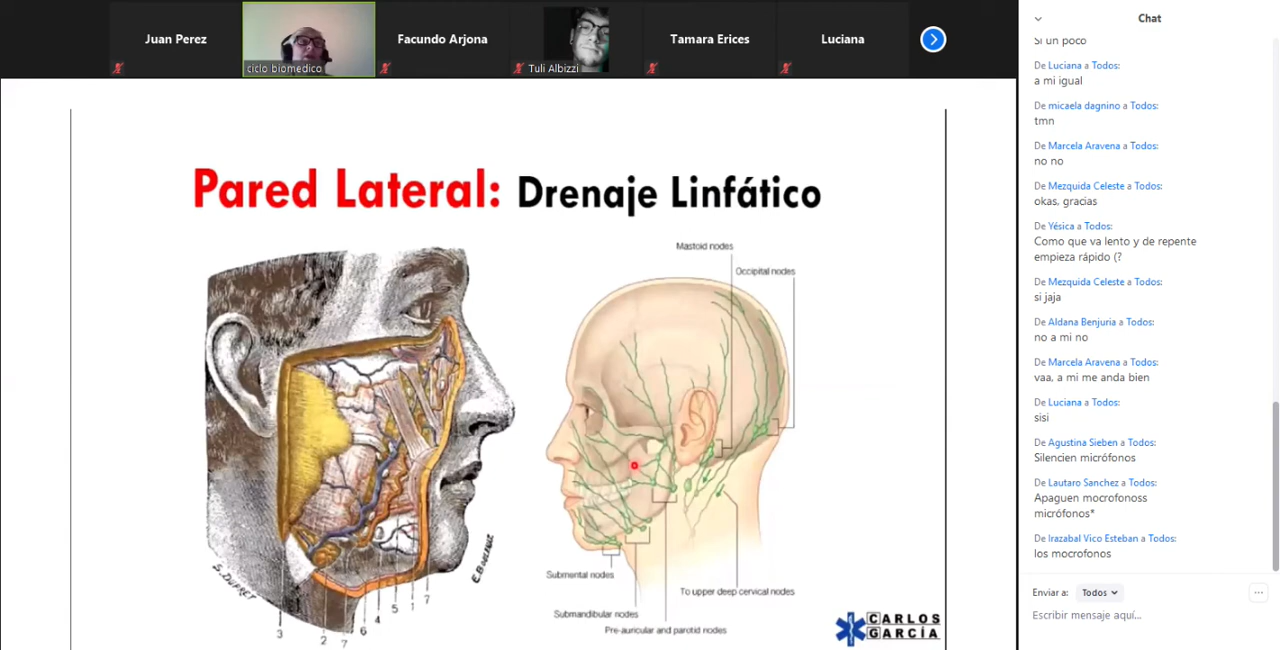 Juan Perez
ciclo biomedico
Facundo Arjona
Tuli Albizzi
Tamara Erices
Luciana
Pared Lateral: Drenaje Linfático
Mastoid nodes
Occipital nodes
Submental nodes
Submandibular nodes
Pre-auricular and parotid nodes
To upper deep cervical nodes
S. DUPRET
E. BOULENAZ
3
2
7
6
4
5
1
7
CARLOS
GARCÍA
Chat
Si un poco
De Luciana a Todos:
a mi igual
De micaela dagnino a Todos:
tmn
De Marcela Aravena a Todos:
no no
De Mezquida Celeste a Todos:
okas, gracias
De Yésica a Todos:
Como que va lento y de repente
empieza rápido (?
De Mezquida Celeste a Todos:
si jaja
De Aldana Benjuria a Todos:
no a mi no
De Marcela Aravena a Todos:
vaa, a mi me anda bien
De Luciana a Todos:
sisi
De Agustina Sieben a Todos:
Silencien micrófonos
De Lautaro Sanchez a Todos:
Apaguen mocrofonoss
micrófonos*
De Irazabal Vico Esteban a Todos:
los mocrofonos
Enviar a: Todos
Escribir mensaje aquí...